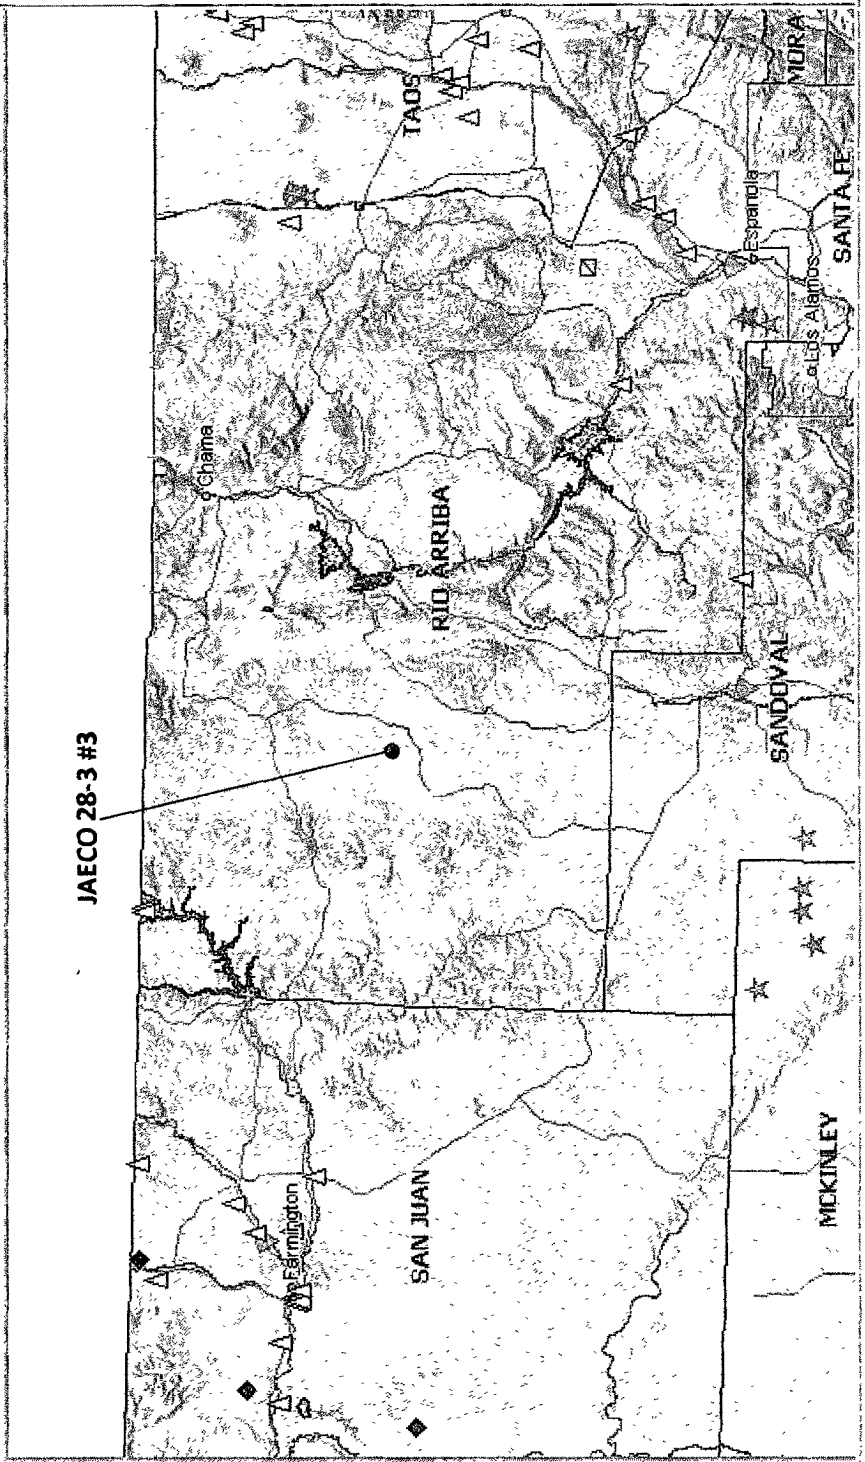 JAECO 28-3 #3
Farmington
SAN JUAN
MCKINLEY
Chama
RIO ARRIBA
SANDOVAL
TAOS
MORA
Espanola
Los Alamos
SANTA FE